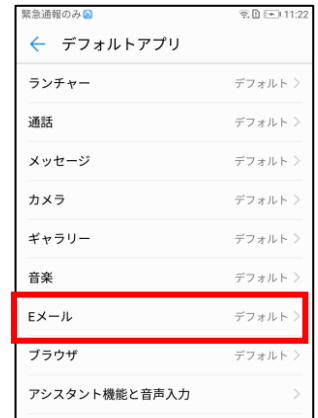 緊急通報のみ 11:22
← デフォルトアプリ
ランチャー デフォルト >
通話 デフォルト >
メッセージ デフォルト >
カメラ デフォルト >
ギャラリー デフォルト >
音楽 デフォルト >
Eメール デフォルト >
ブラウザ デフォルト >
アシスタント機能と音声入力 >